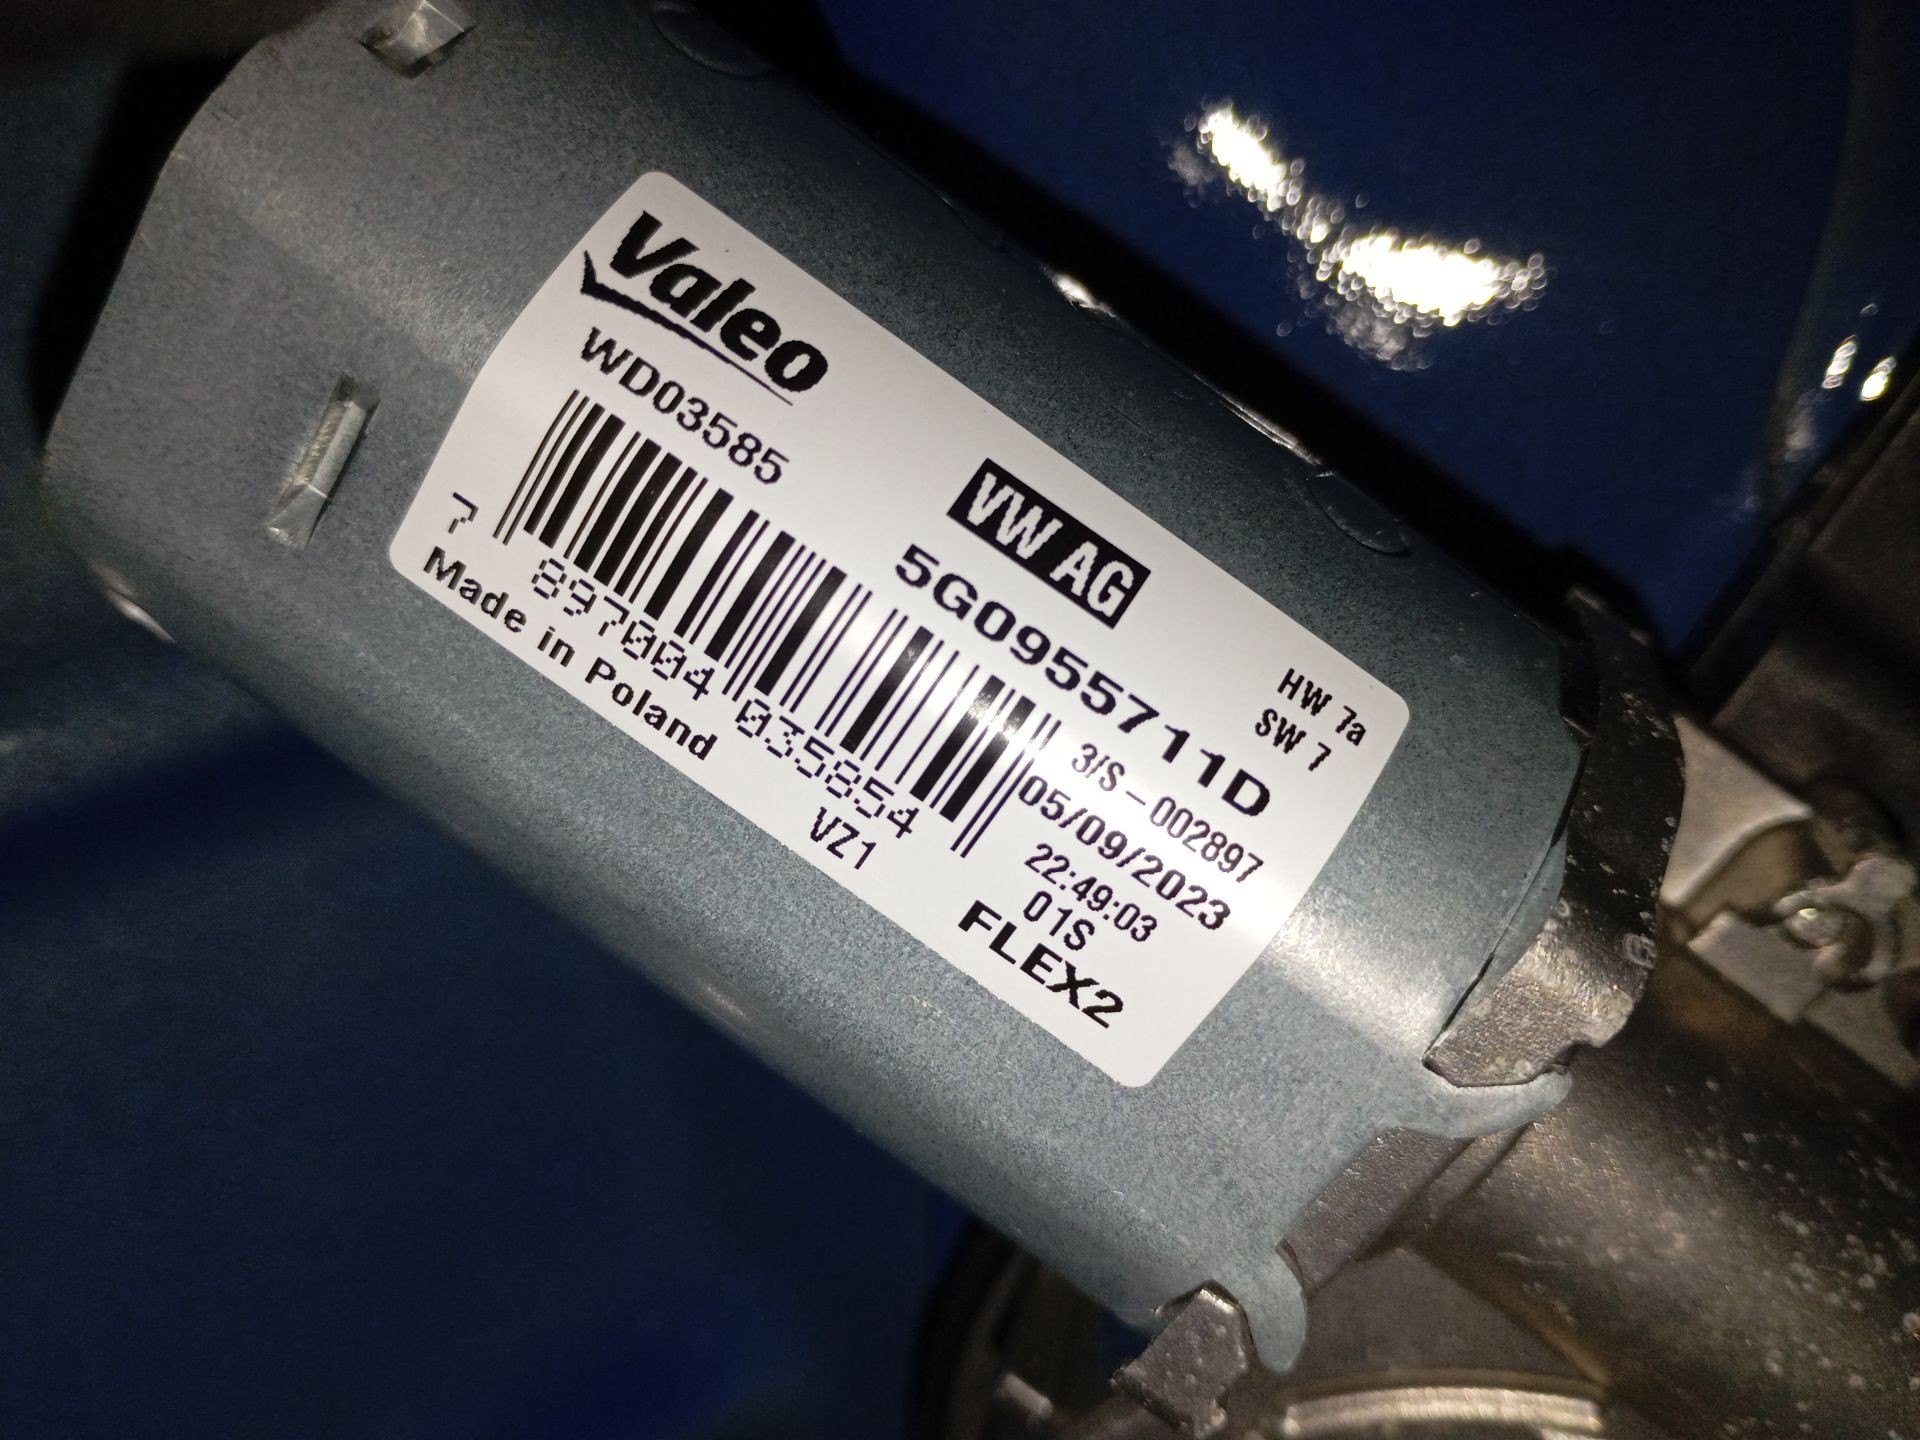 Valeo
WD03585
VW AG
5G0955711D
HW 7a
SW 7
7 897004 035854
3/S-002897
05/09/2023
22:49:03
01S
Made in Poland
VZ1
FLEX2